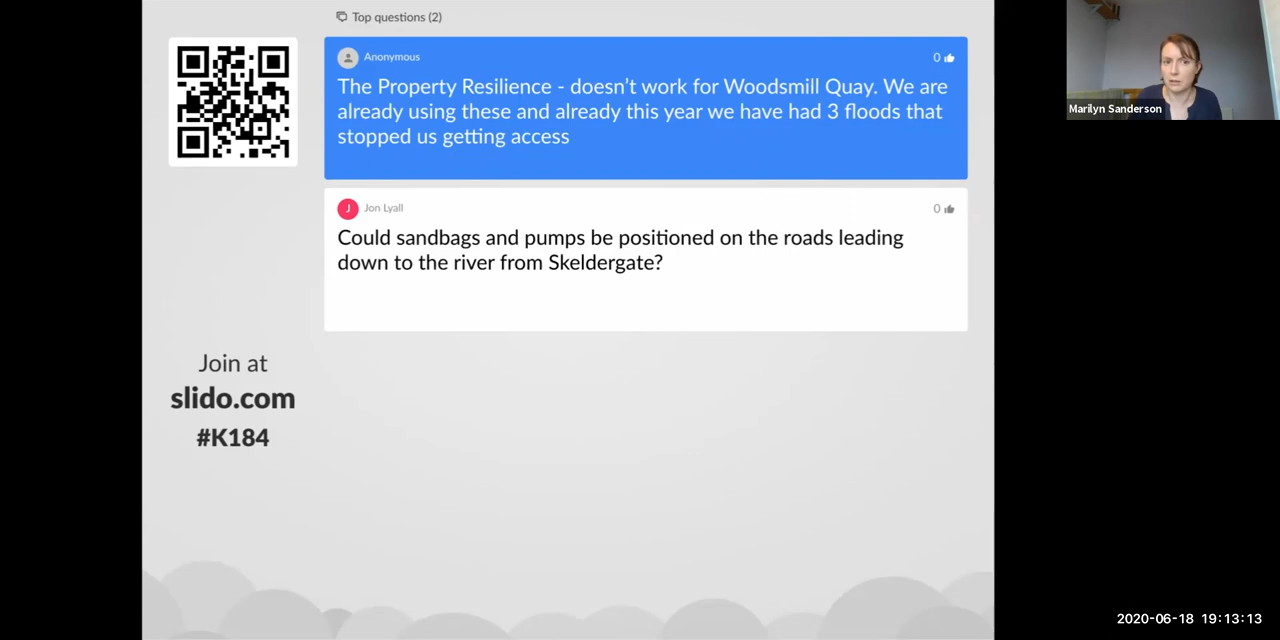 Top questions (2)
Anonymous
0
The Property Resilience - doesn’t work for Woodsmill Quay. We are
already using these and already this year we have had 3 floods that
stopped us getting access
J
Jon Lyall
0
Could sandbags and pumps be positioned on the roads leading
down to the river from Skeldergate?
Join at
slido.com
#K184
Marilyn Sanderson
2020-06-18 19:13:13